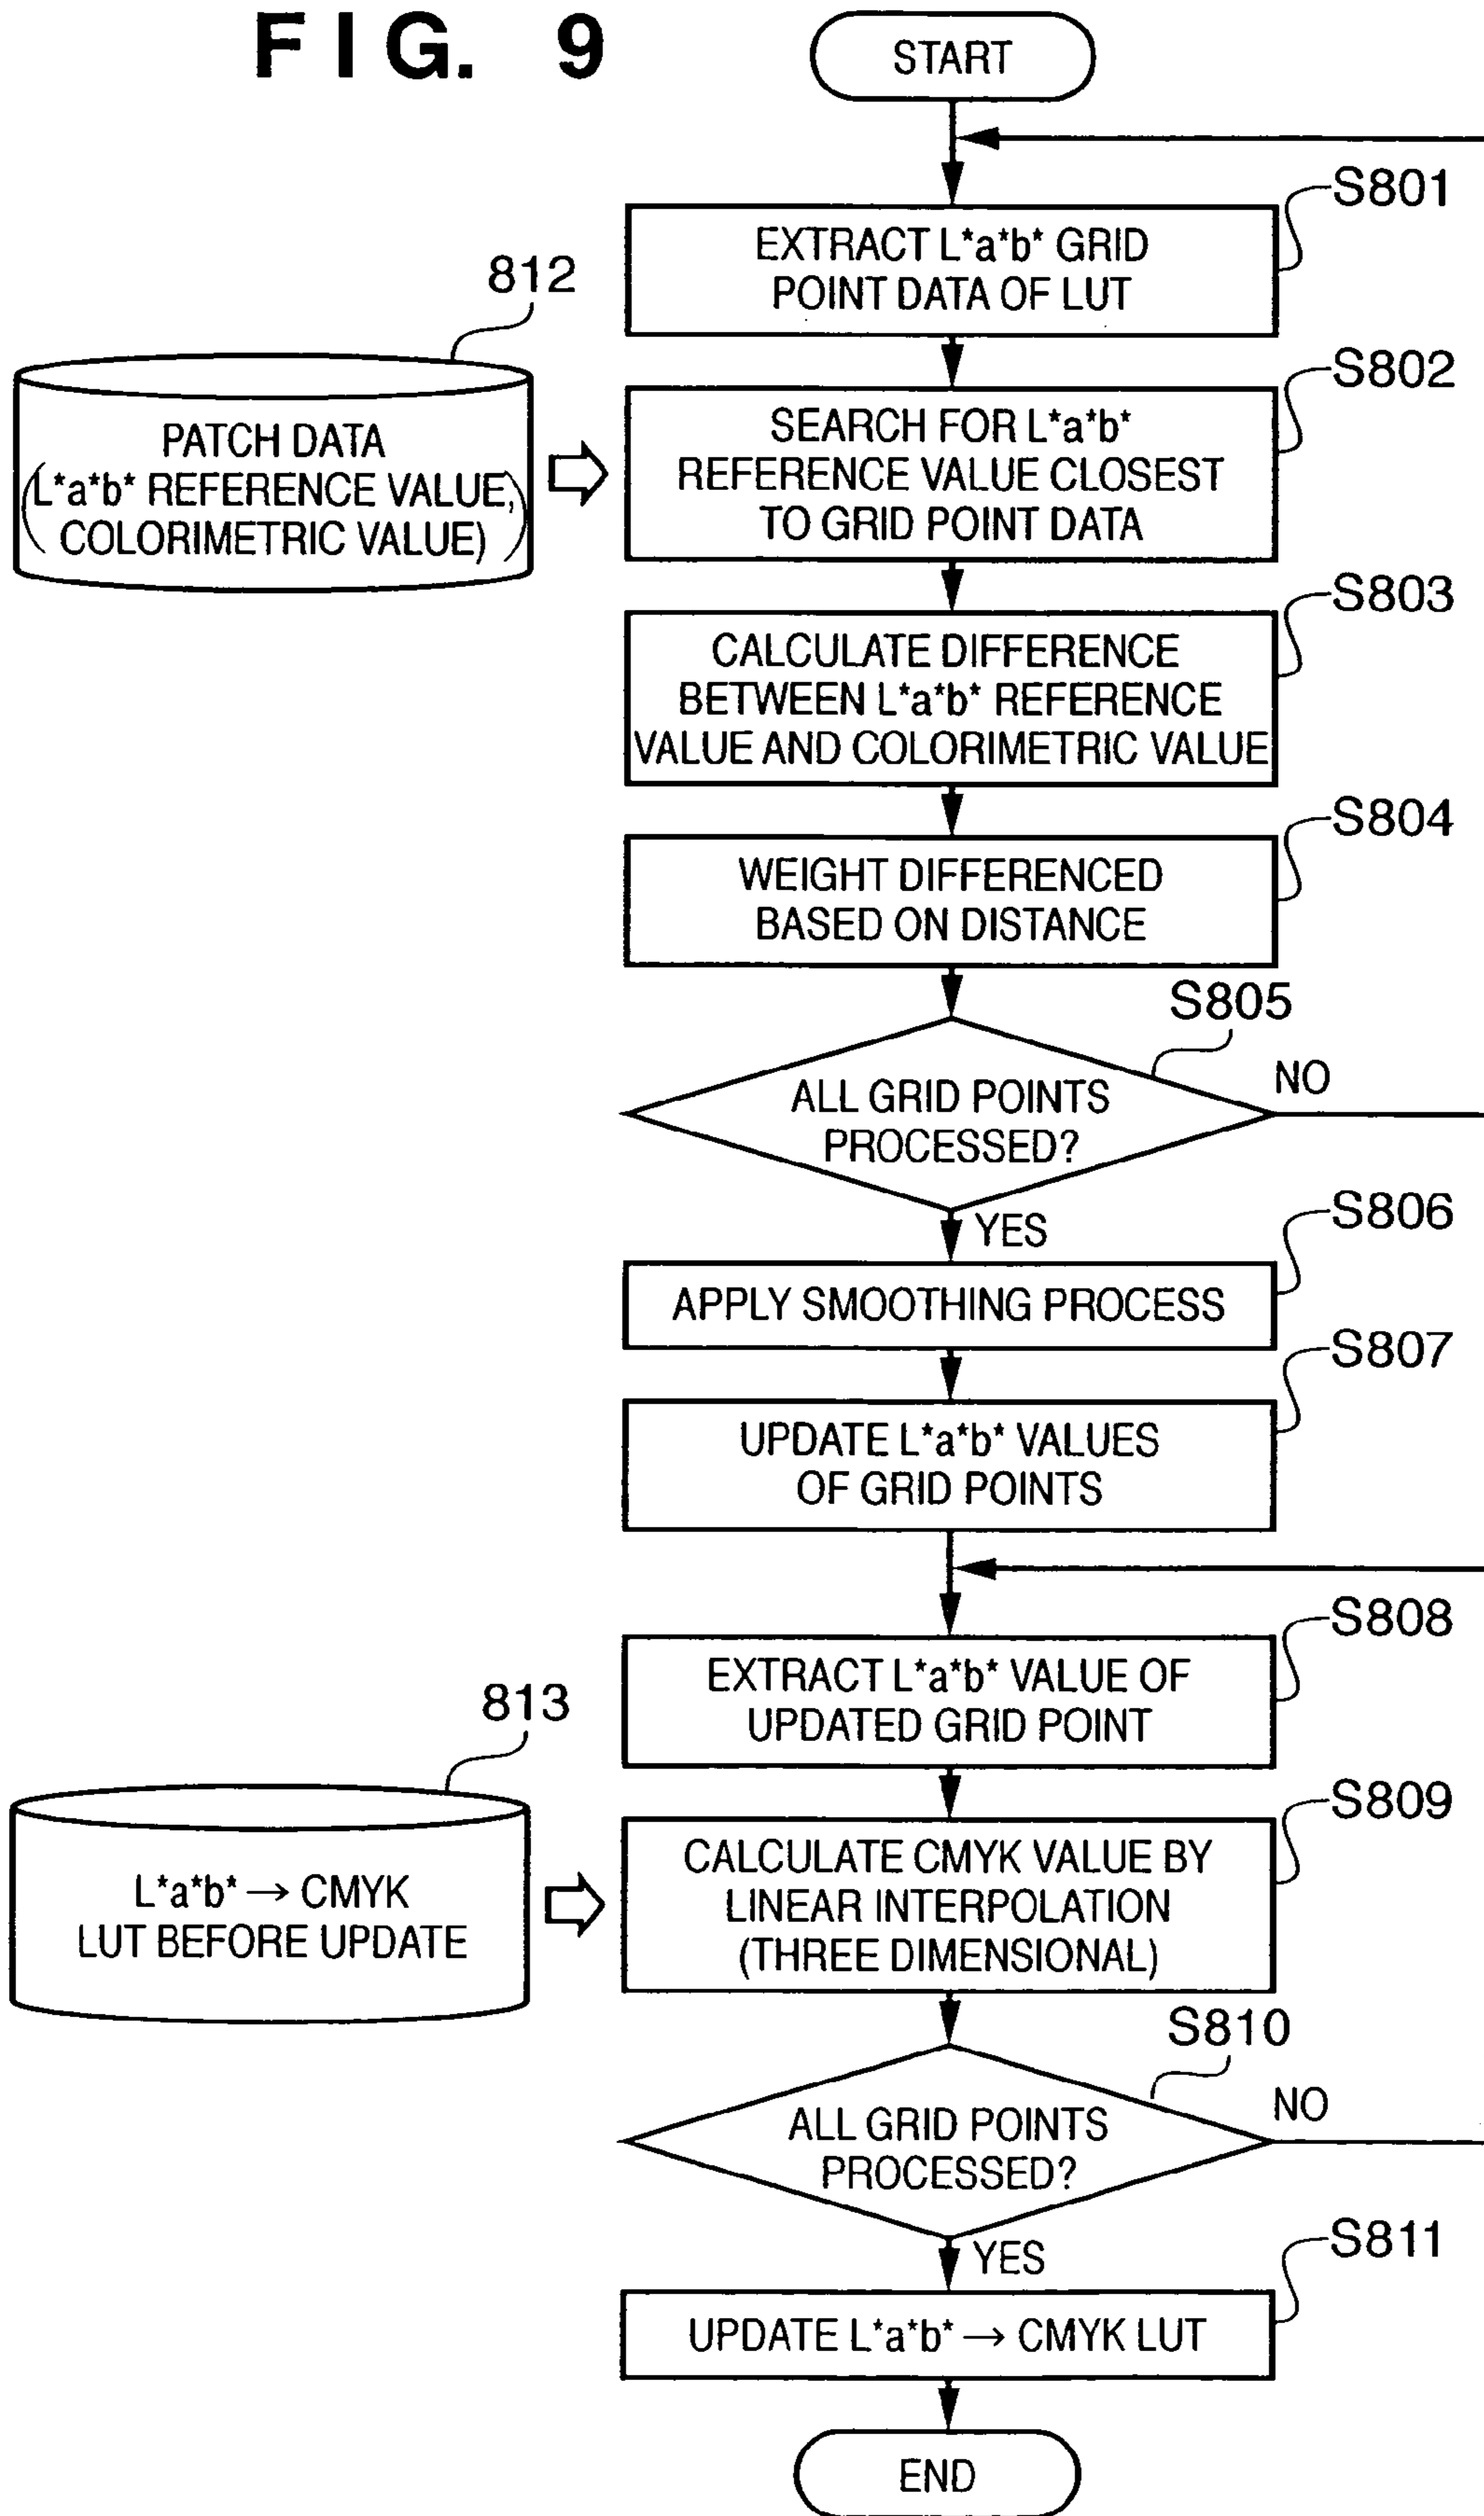 FIG. 9
START
S801
EXTRACT L*a*b* GRID
POINT DATA OF LUT
812
PATCH DATA
(L*a*b* REFERENCE VALUE,
COLORIMETRIC VALUE))
S802
SEARCH FOR L*a*b*
REFERENCE VALUE CLOSEST
TO GRID POINT DATA
S803
CALCULATE DIFFERENCE
BETWEEN L*a*b* REFERENCE
VALUE AND COLORIMETRIC VALUE
S804
WEIGHT DIFFERENCED
BASED ON DISTANCE
S805
ALL GRID POINTS
PROCESSED?
NO
YES
S806
APPLY SMOOTHING PROCESS
S807
UPDATE L*a*b* VALUES
OF GRID POINTS
S808
EXTRACT L*a*b* VALUE OF
UPDATED GRID POINT
813
L*a*b* → CMYK
LUT BEFORE UPDATE
S809
CALCULATE CMYK VALUE BY
LINEAR INTERPOLATION
(THREE DIMENSIONAL)
S810
ALL GRID POINTS
PROCESSED?
NO
YES
S811
UPDATE L*a*b* → CMYK LUT
END